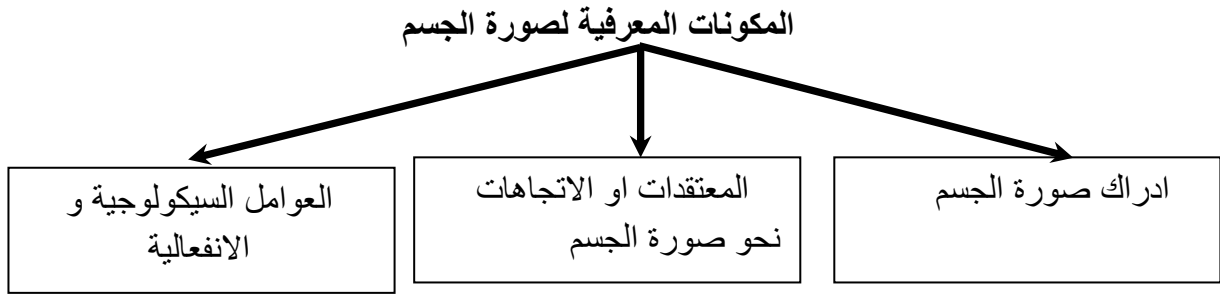 المكونات المعرفية لصورة الجسم
ادراك صورة الجسم
المعتقدات او الاتجاهات
نحو صورة الجسم
العوامل السيكولوجية و
الانفعالية